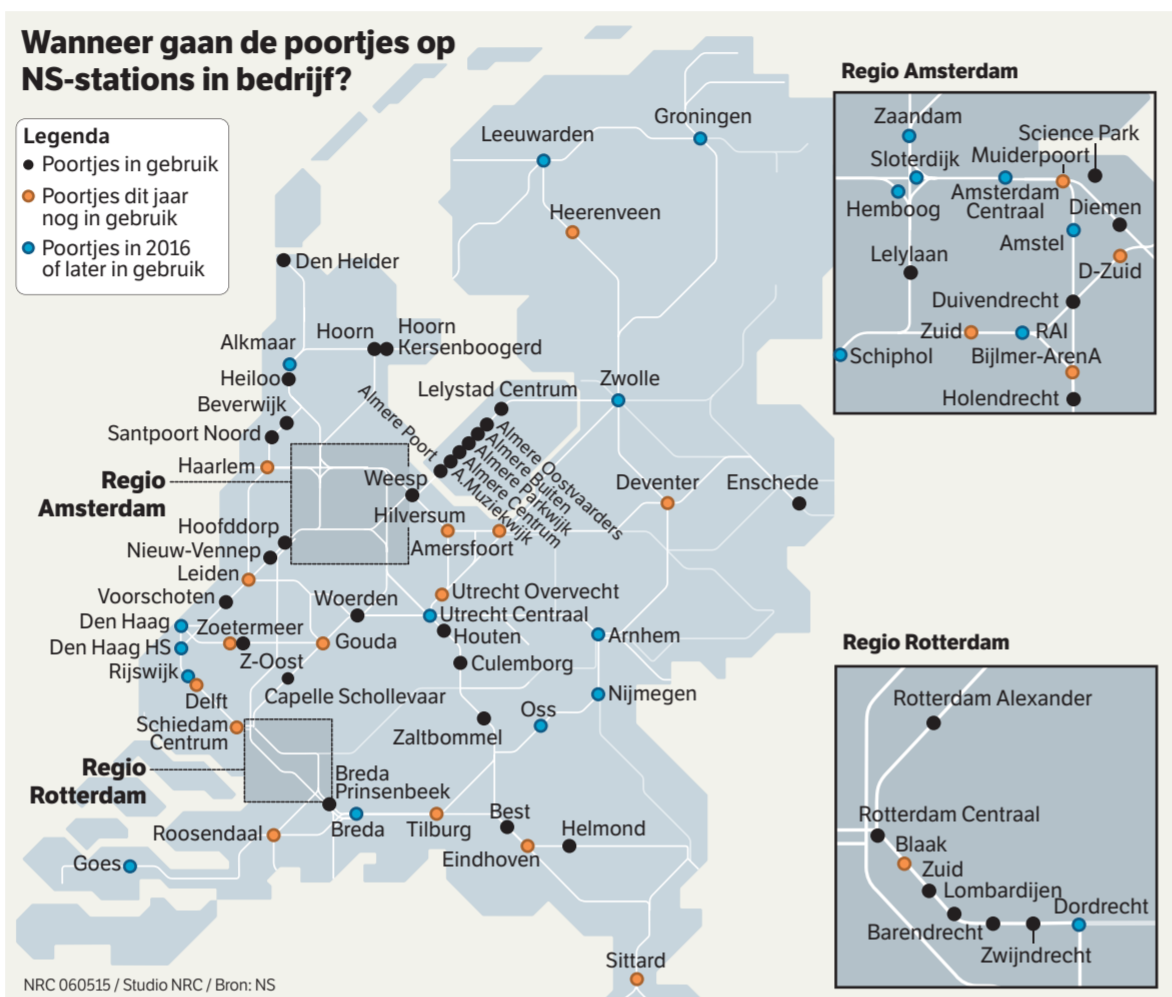 Wanneer gaan de poortjes op
NS-stations in bedrijf?
Legenda
Poortjes in gebruik
Poortjes dit jaar
nog in gebruik
Poortjes in 2016
of later in gebruik
Leeuwarden
Groningen
Heerenveen
Den Helder
Hoorn
Hoorn
Kersenboogerd
Alkmaar
Heiloo
Beverwijk
Santpoort Noord
Haarlem
Regio
Amsterdam
Lelystad Centrum
Zwolle
Almere Poort
Almere Oostvaarders
Almere Buiten
Almere Parkwijk
Almere Centrum
A.Muziekwijk
Weesp
Hilversum
Amersfoort
Deventer
Enschede
Hoofddorp
Nieuw-Vennep
Leiden
Voorschoten
Woerden
Utrecht Overvecht
Utrecht Centraal
Den Haag
Zoetermeer
Gouda
Houten
Arnhem
Den Haag HS
Z-Oost
Culemborg
Rijswijk
Delft
Capelle Schollevaar
Nijmegen
Schiedam
Centrum
Oss
Zaltbommel
Regio
Rotterdam
Breda
Prinsenbeek
Roosendaal
Breda
Tilburg
Best
Helmond
Eindhoven
Goes
Sittard
NRC 060515 / Studio NRC / Bron: NS
Regio Amsterdam
Zaandam
Science Park
Sloterdijk
Muiderpoort
Hemboog
Amsterdam
Centraal
Diemen
Amstel
Lelylaan
D-Zuid
Duivendrecht
Zuid
RAI
Schiphol
Bijlmer-ArenA
Holendrecht
Regio Rotterdam
Rotterdam Alexander
Rotterdam Centraal
Blaak
Zuid
Lombardijen
Dordrecht
Barendrecht
Zwijndrecht